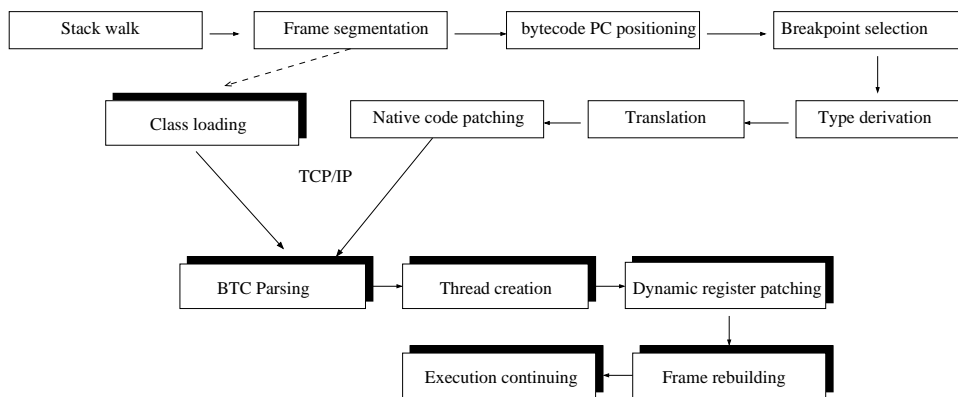 Stack walk
Frame segmentation
bytecode PC positioning
Breakpoint selection
Class loading
Native code patching
Translation
Type derivation
TCP/IP
BTC Parsing
Thread creation
Dynamic register patching
Execution continuing
Frame rebuilding